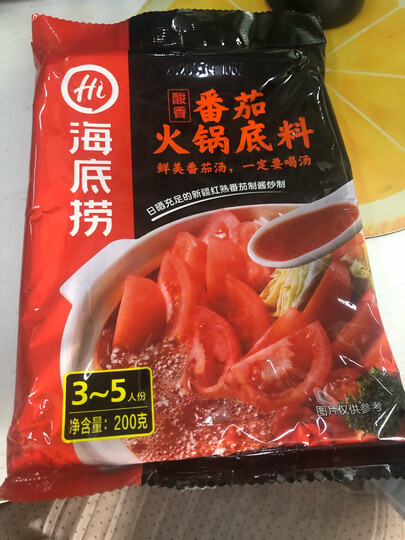 Hi
海底捞
酸香
番茄
火锅底料
鲜美番茄汤，一定要喝汤
日晒充足的新疆红熟番茄制酱炒制
3~5人份
净含量：200克
图片仅供参考